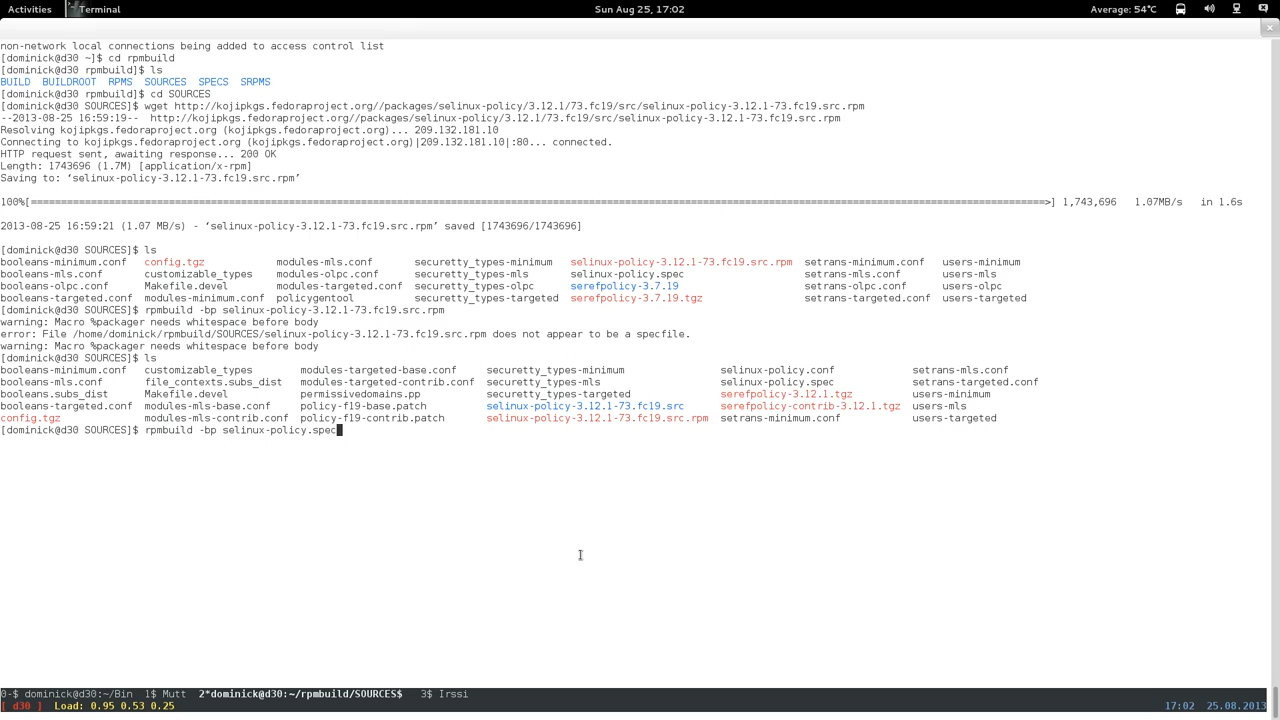 Activities Terminal Sun Aug 25, 17:02 Average: 54°C
non-network local connections being added to access control list
[dominick@d30 ~]$ cd rpmbuild
[dominick@d30 rpmbuild]$ ls
BUILD BUILDROOT RPMS SOURCES SPECS SRPMS
[dominick@d30 rpmbuild]$ cd SOURCES
[dominick@d30 SOURCES]$ wget http://kojipkgs.fedoraproject.org//packages/selinux-policy/3.12.1/73.fc19/src/selinux-policy-3.12.1-73.fc19.src.rpm
--2013-08-25 16:59:19-- http://kojipkgs.fedoraproject.org//packages/selinux-policy/3.12.1/73.fc19/src/selinux-policy-3.12.1-73.fc19.src.rpm
Resolving kojipkgs.fedoraproject.org (kojipkgs.fedoraproject.org)... 209.132.181.10
Connecting to kojipkgs.fedoraproject.org (kojipkgs.fedoraproject.org)|209.132.181.10|:80... connected.
HTTP request sent, awaiting response... 200 OK
Length: 1743696 (1.7M) [application/x-rpm]
Saving to: ‘selinux-policy-3.12.1-73.fc19.src.rpm’
100%[=========================================================================================================================================================================>] 1,743,696 1.07MB/s in 1.6s
2013-08-25 16:59:21 (1.07 MB/s) - ‘selinux-policy-3.12.1-73.fc19.src.rpm’ saved [1743696/1743696]
[dominick@d30 SOURCES]$ ls
booleans-minimum.conf config.tgz modules-mls.conf securetty_types-minimum selinux-policy-3.12.1-73.fc19.src.rpm setrans-minimum.conf users-minimum
booleans-mls.conf customizable_types modules-olpc.conf securetty_types-mls selinux-policy.spec setrans-mls.conf users-mls
booleans-olpc.conf Makefile.devel modules-targeted.conf securetty_types-olpc serefpolicy-3.7.19 setrans-olpc.conf users-olpc
booleans-targeted.conf modules-minimum.conf policygentool securetty_types-targeted serefpolicy-3.7.19.tgz setrans-targeted.conf users-targeted
[dominick@d30 SOURCES]$ rpmbuild -bp selinux-policy-3.12.1-73.fc19.src.rpm
warning: Macro %packager needs whitespace before body
error: File /home/dominick/rpmbuild/SOURCES/selinux-policy-3.12.1-73.fc19.src.rpm does not appear to be a specfile.
warning: Macro %packager needs whitespace before body
[dominick@d30 SOURCES]$ ls
booleans-minimum.conf customizable_types modules-targeted-base.conf securetty_types-minimum selinux-policy.conf setrans-mls.conf
booleans-mls.conf file_contexts.subs_dist modules-targeted-contrib.conf securetty_types-mls selinux-policy.spec setrans-targeted.conf
booleans.subs_dist Makefile.devel permissivedomains.pp securetty_types-targeted serefpolicy-3.12.1.tgz users-minimum
booleans-targeted.conf modules-mls-base.conf policy-f19-base.patch selinux-policy-3.12.1-73.fc19.src serefpolicy-contrib-3.12.1.tgz users-mls
config.tgz modules-mls-contrib.conf policy-f19-contrib.patch selinux-policy-3.12.1-73.fc19.src.rpm setrans-minimum.conf users-targeted
[dominick@d30 SOURCES]$ rpmbuild -bp selinux-policy.spec
0-$ dominick@d30:~/Bin 1$ Mutt 2*dominick@d30:~/rpmbuild/SOURCES$ 3$ Irssi
[ d30 ] Load: 0.95 0.53 0.25 17:02 25.08.2013